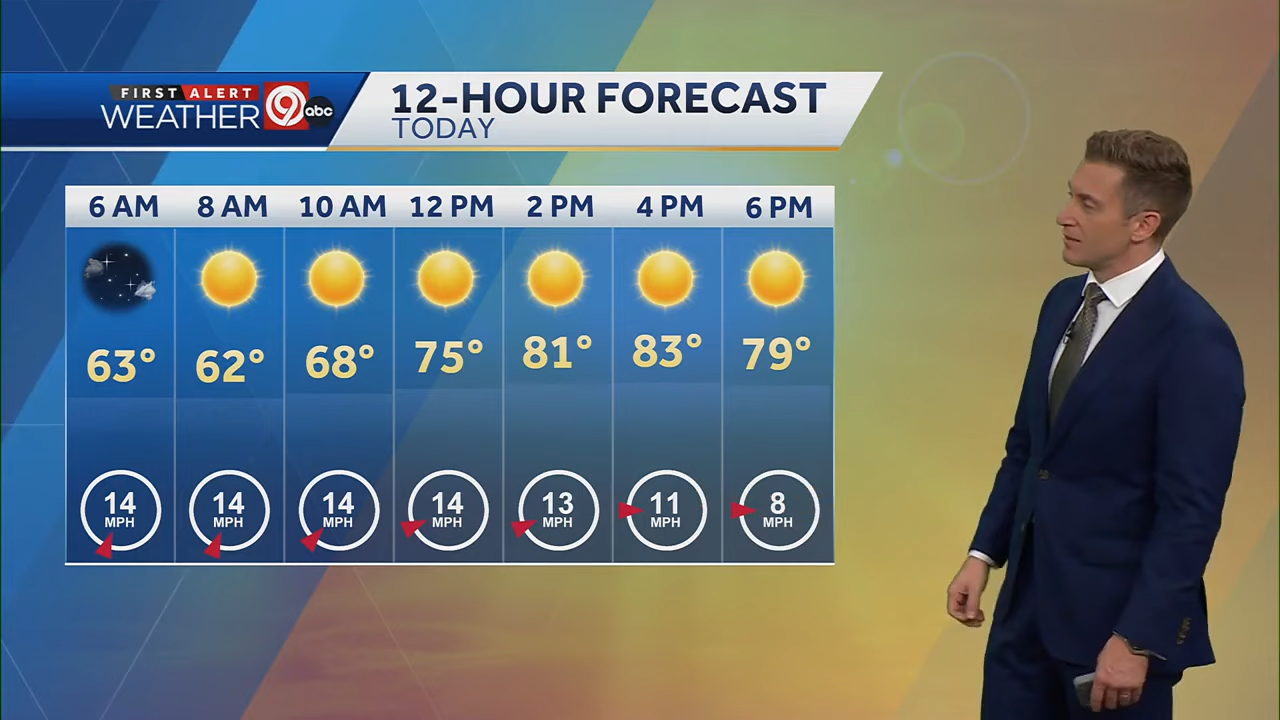 FIRST ALERT
WEATHER 9 abc
12-HOUR FORECAST
TODAY
6 AM 8 AM 10 AM 12 PM 2 PM 4 PM 6 PM
63° 62° 68° 75° 81° 83° 79°
14 14 14 14 13 11 8
MPH MPH MPH MPH MPH MPH MPH